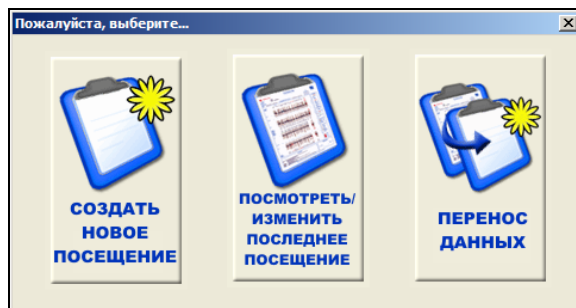 Пожалуйста, выберите...
СОЗДАТЬ
НОВОЕ
ПОСЕЩЕНИЕ
ПОСМОТРЕТЬ/
ИЗМЕНИТЬ
ПОСЛЕДНЕЕ
ПОСЕЩЕНИЕ
ПЕРЕНОС
ДАННЫХ